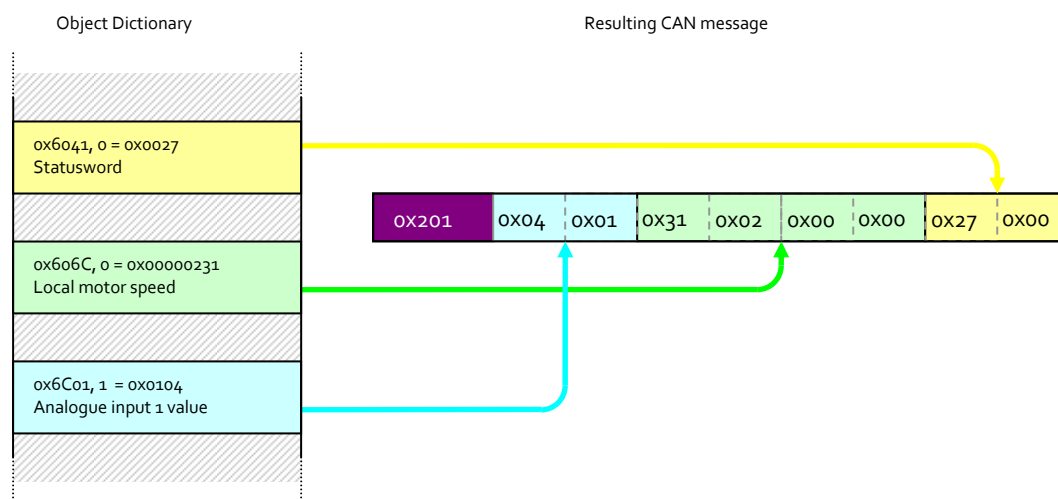 Object Dictionary
Resulting CAN message
0x6041, 0 = 0x0027
Statusword
0x201 0x04 0x01 0x31 0x02 0x00 0x00 0x27 0x00
0x606C, 0 = 0x00000231
Local motor speed
0x6C01, 1 = 0x0104
Analogue input 1 value